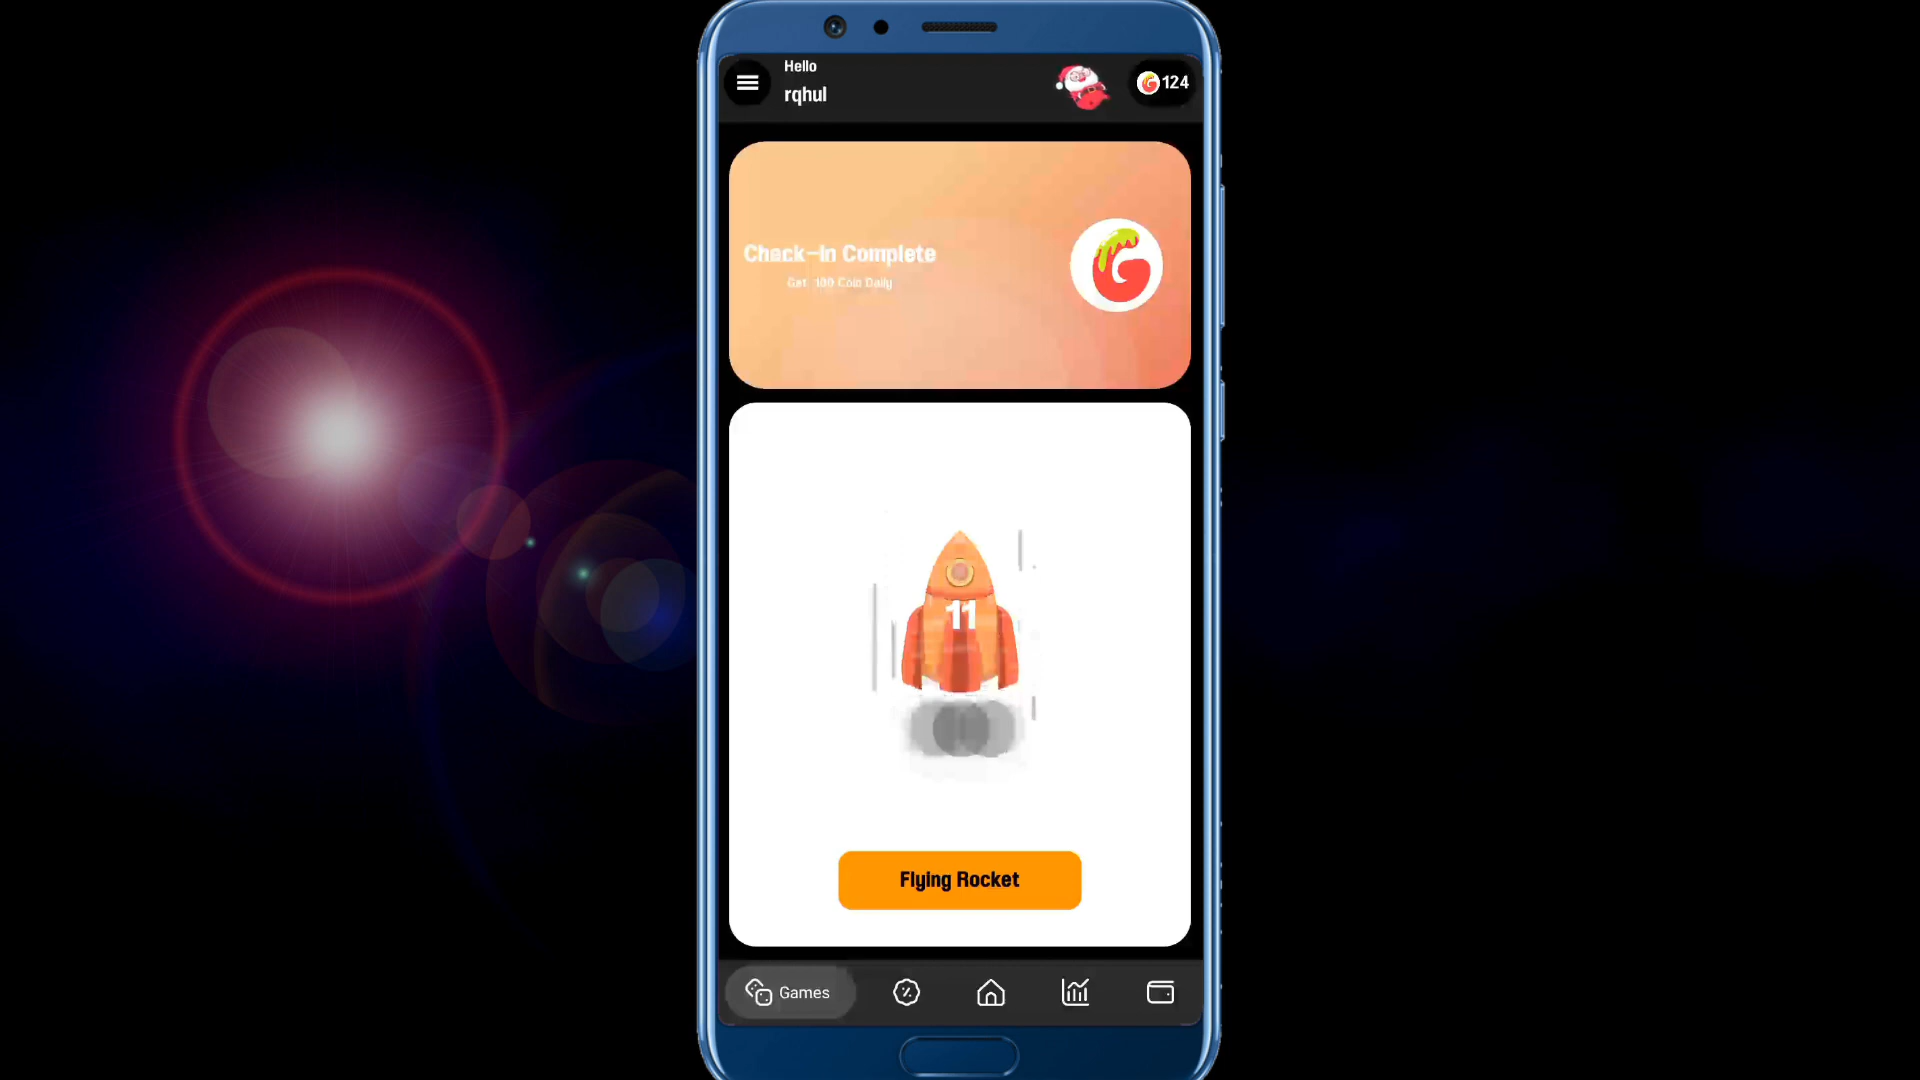 Hello
rqhul
124
Check-in Complete
Get 100 Coin Daily
11
Flying Rocket
Games